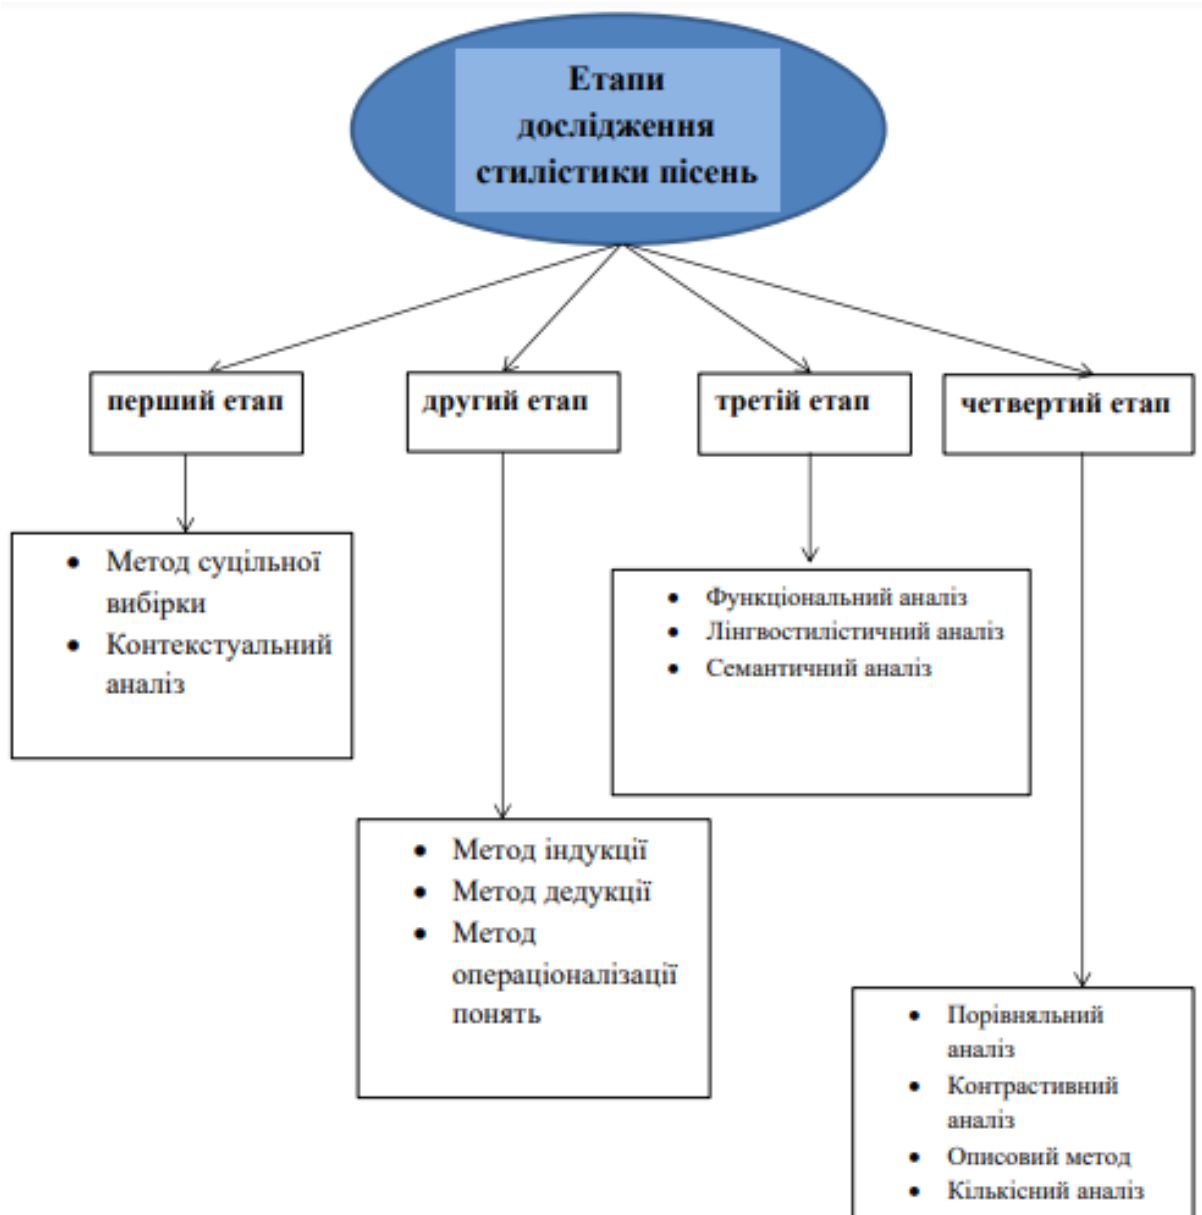 Етапи
дослідження
стилістики пісень
перший етап
другий етап
третій етап
четвертий етап
• Метод суцільної
вибірки
• Контекстуальний
аналіз
• Функціональний аналіз
• Лінгвостилістичний аналіз
• Семантичний аналіз
• Метод індукції
• Метод дедукції
• Метод
операціоналізації
понять
• Порівняльний
аналіз
• Контрастивний
аналіз
• Описовий метод
• Кількісний аналіз